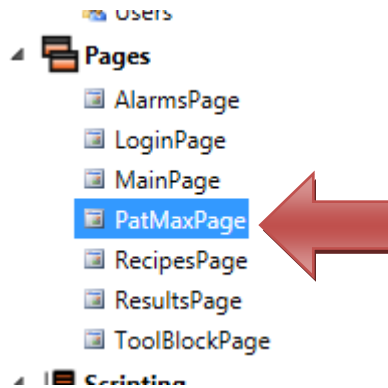 Users
Pages
AlarmsPage
LoginPage
MainPage
PatMaxPage
RecipesPage
ResultsPage
ToolBlockPage
Scripting